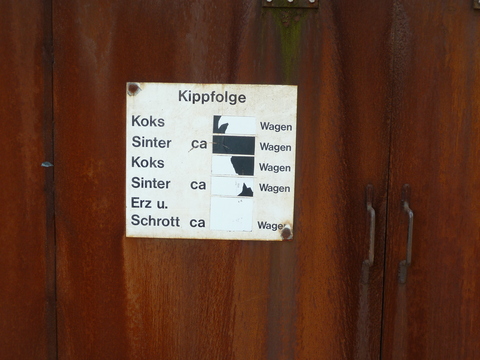 Kippfolge
Koks Wagen
Sinter ca Wagen
Koks Wagen
Sinter ca Wagen
Erz u.
Schrott ca Wagen